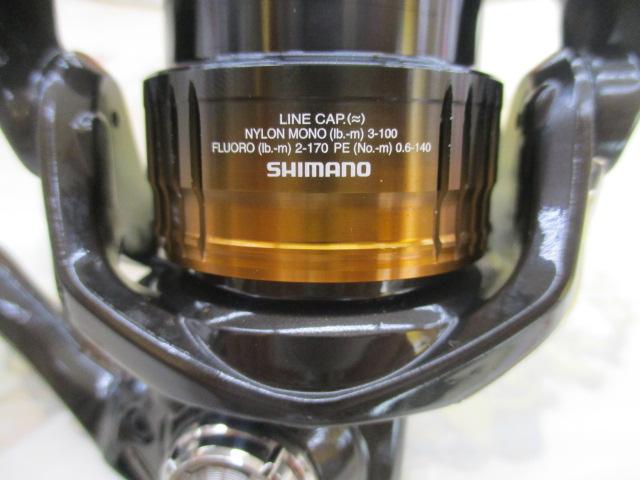 LINE CAP.(≈)
NYLON MONO (lb.-m) 3-100
FLUORO (lb.-m) 2-170 PE (No.-m) 0.6-140
SHIMANO